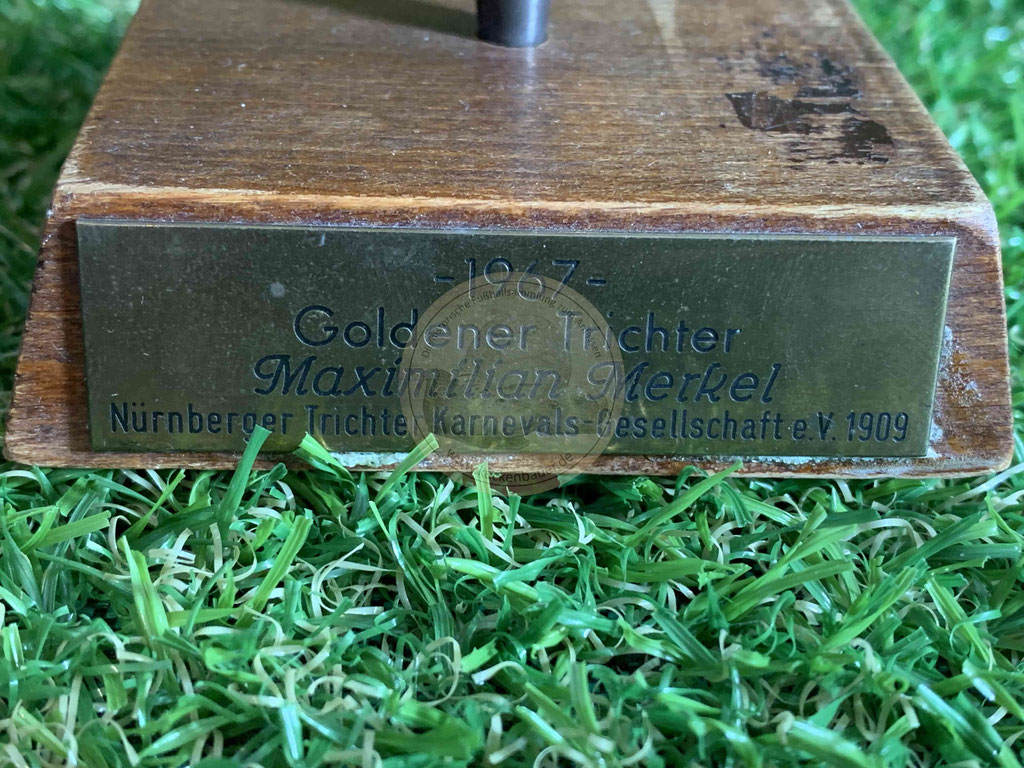 -1967-
Goldener Trichter
Maximilian Merkel
Nürnberger Trichter Karnevals-Gesellschaft e.V. 1909